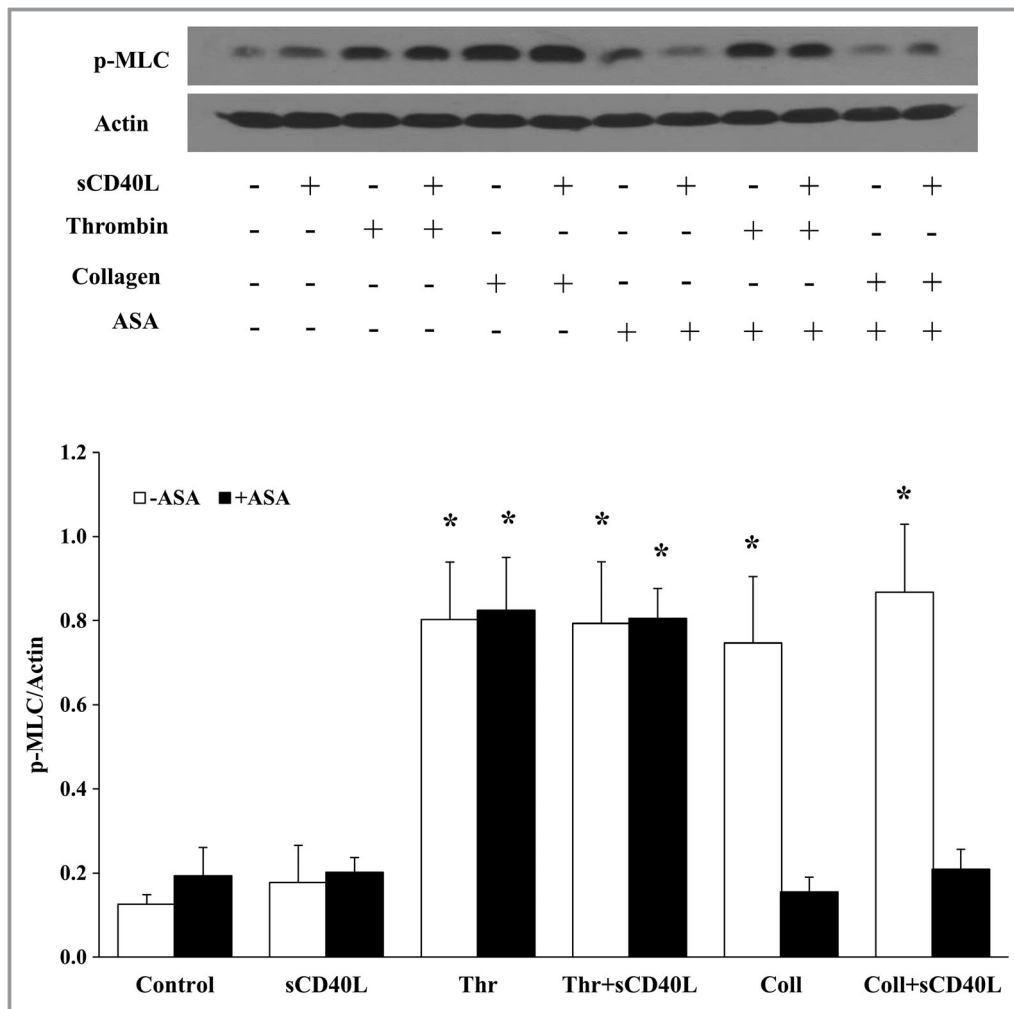 p-MLC
Actin
sCD40L - + - + - + - + - + - +
Thrombin - - + + - - - - + + - -
Collagen - - - - + + - - - - + +
ASA - - - - - - + + + + + +
1.2
-ASA +ASA
* * * * * *
1.0
0.8
0.6
0.4
0.2
0.0
p-MLC/Actin
Control sCD40L Thr Thr+sCD40L Coll Coll+sCD40L